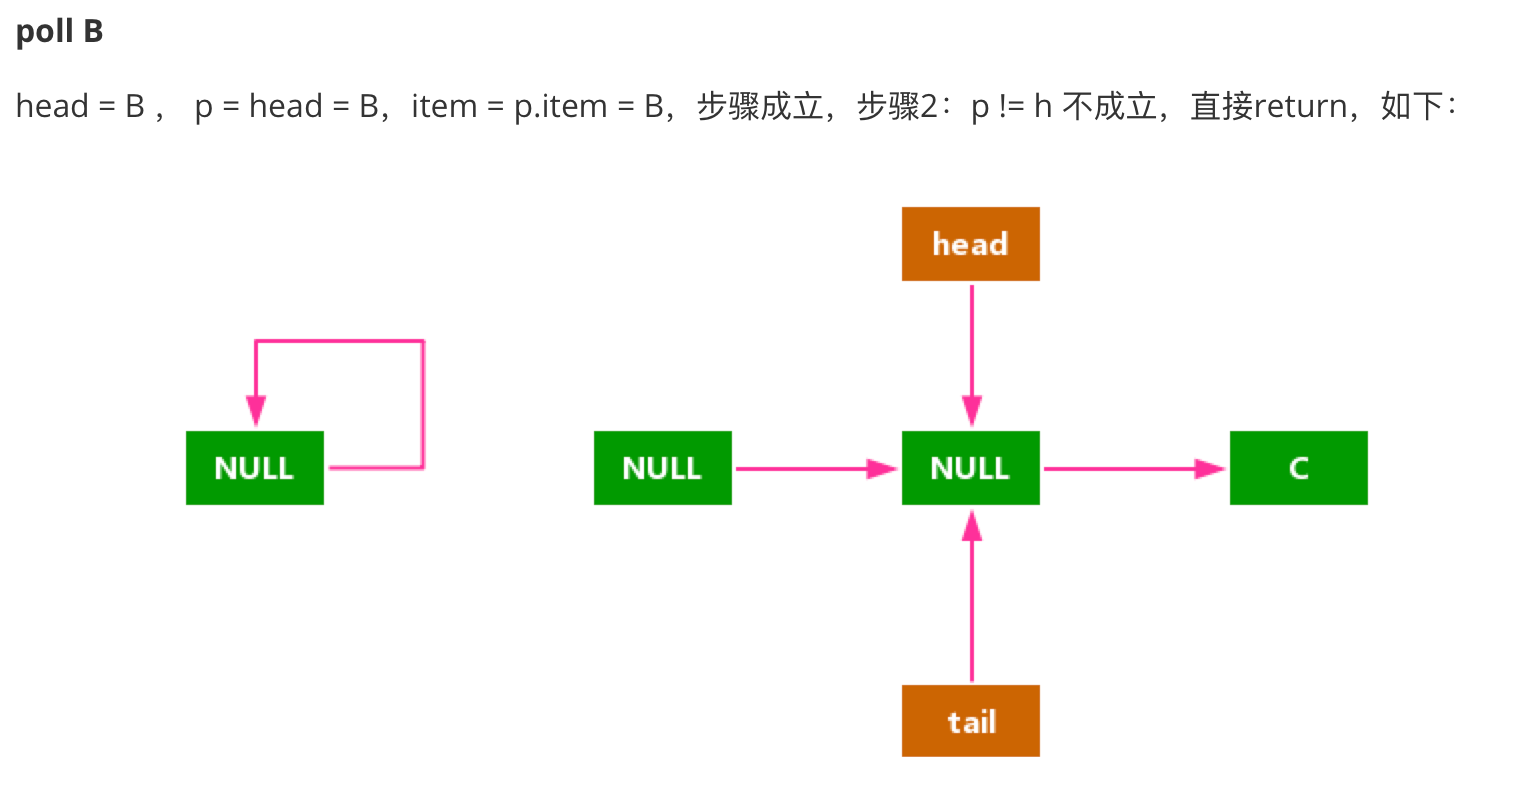 poll B
head = B ， p = head = B，item = p.item = B，步骤成立，步骤2：p != h 不成立，直接return，如下：
head
NULL
NULL
NULL
C
tail